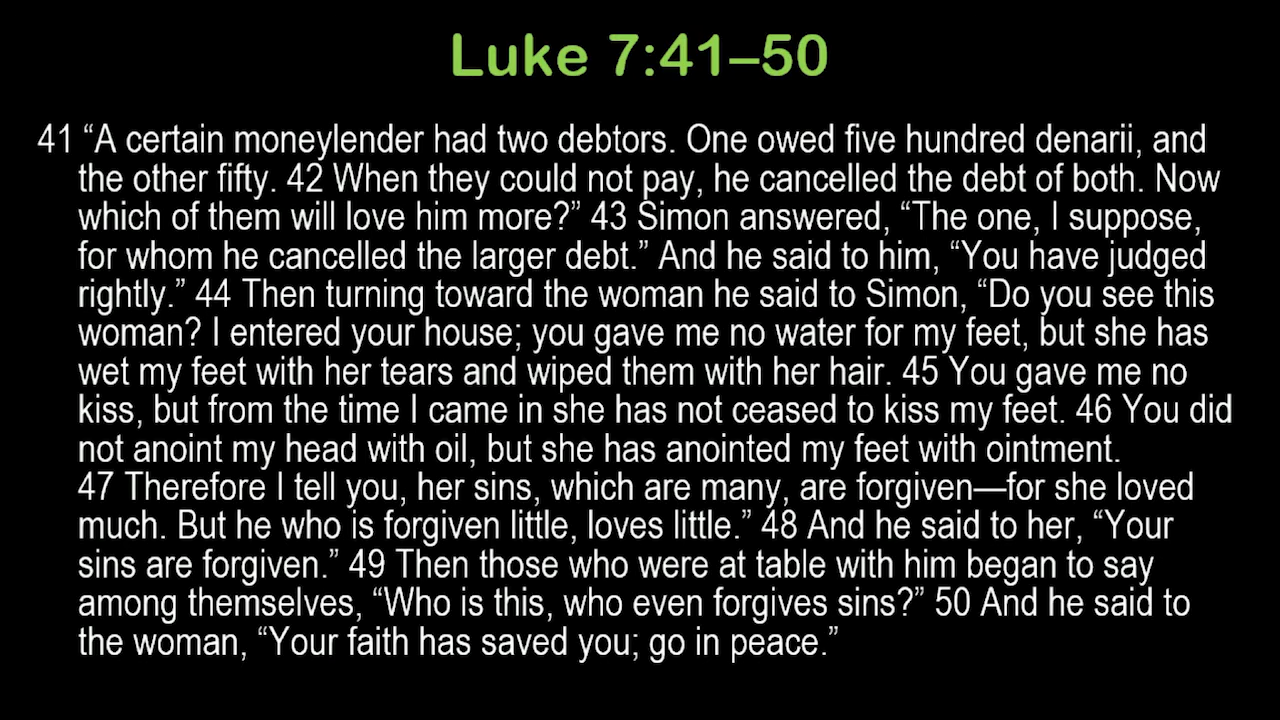 Luke 7:41–50
41 “A certain moneylender had two debtors. One owed five hundred denarii, and
the other fifty. 42 When they could not pay, he cancelled the debt of both. Now
which of them will love him more?” 43 Simon answered, “The one, I suppose,
for whom he cancelled the larger debt.” And he said to him, “You have judged
rightly.” 44 Then turning toward the woman he said to Simon, “Do you see this
woman? I entered your house; you gave me no water for my feet, but she has
wet my feet with her tears and wiped them with her hair. 45 You gave me no
kiss, but from the time I came in she has not ceased to kiss my feet. 46 You did
not anoint my head with oil, but she has anointed my feet with ointment.
47 Therefore I tell you, her sins, which are many, are forgiven—for she loved
much. But he who is forgiven little, loves little.” 48 And he said to her, “Your
sins are forgiven.” 49 Then those who were at table with him began to say
among themselves, “Who is this, who even forgives sins?” 50 And he said to
the woman, “Your faith has saved you; go in peace.”